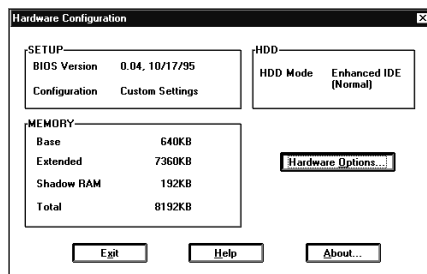 Hardware Configuration
SETUP
BIOS Version 0.04, 10/17/95
Configuration Custom Settings
HDD
HDD Mode Enhanced IDE
(Normal)
MEMORY
Base 640KB
Extended 7360KB
Shadow RAM 192KB
Total 8192KB
Hardware Options...
Exit Help About...